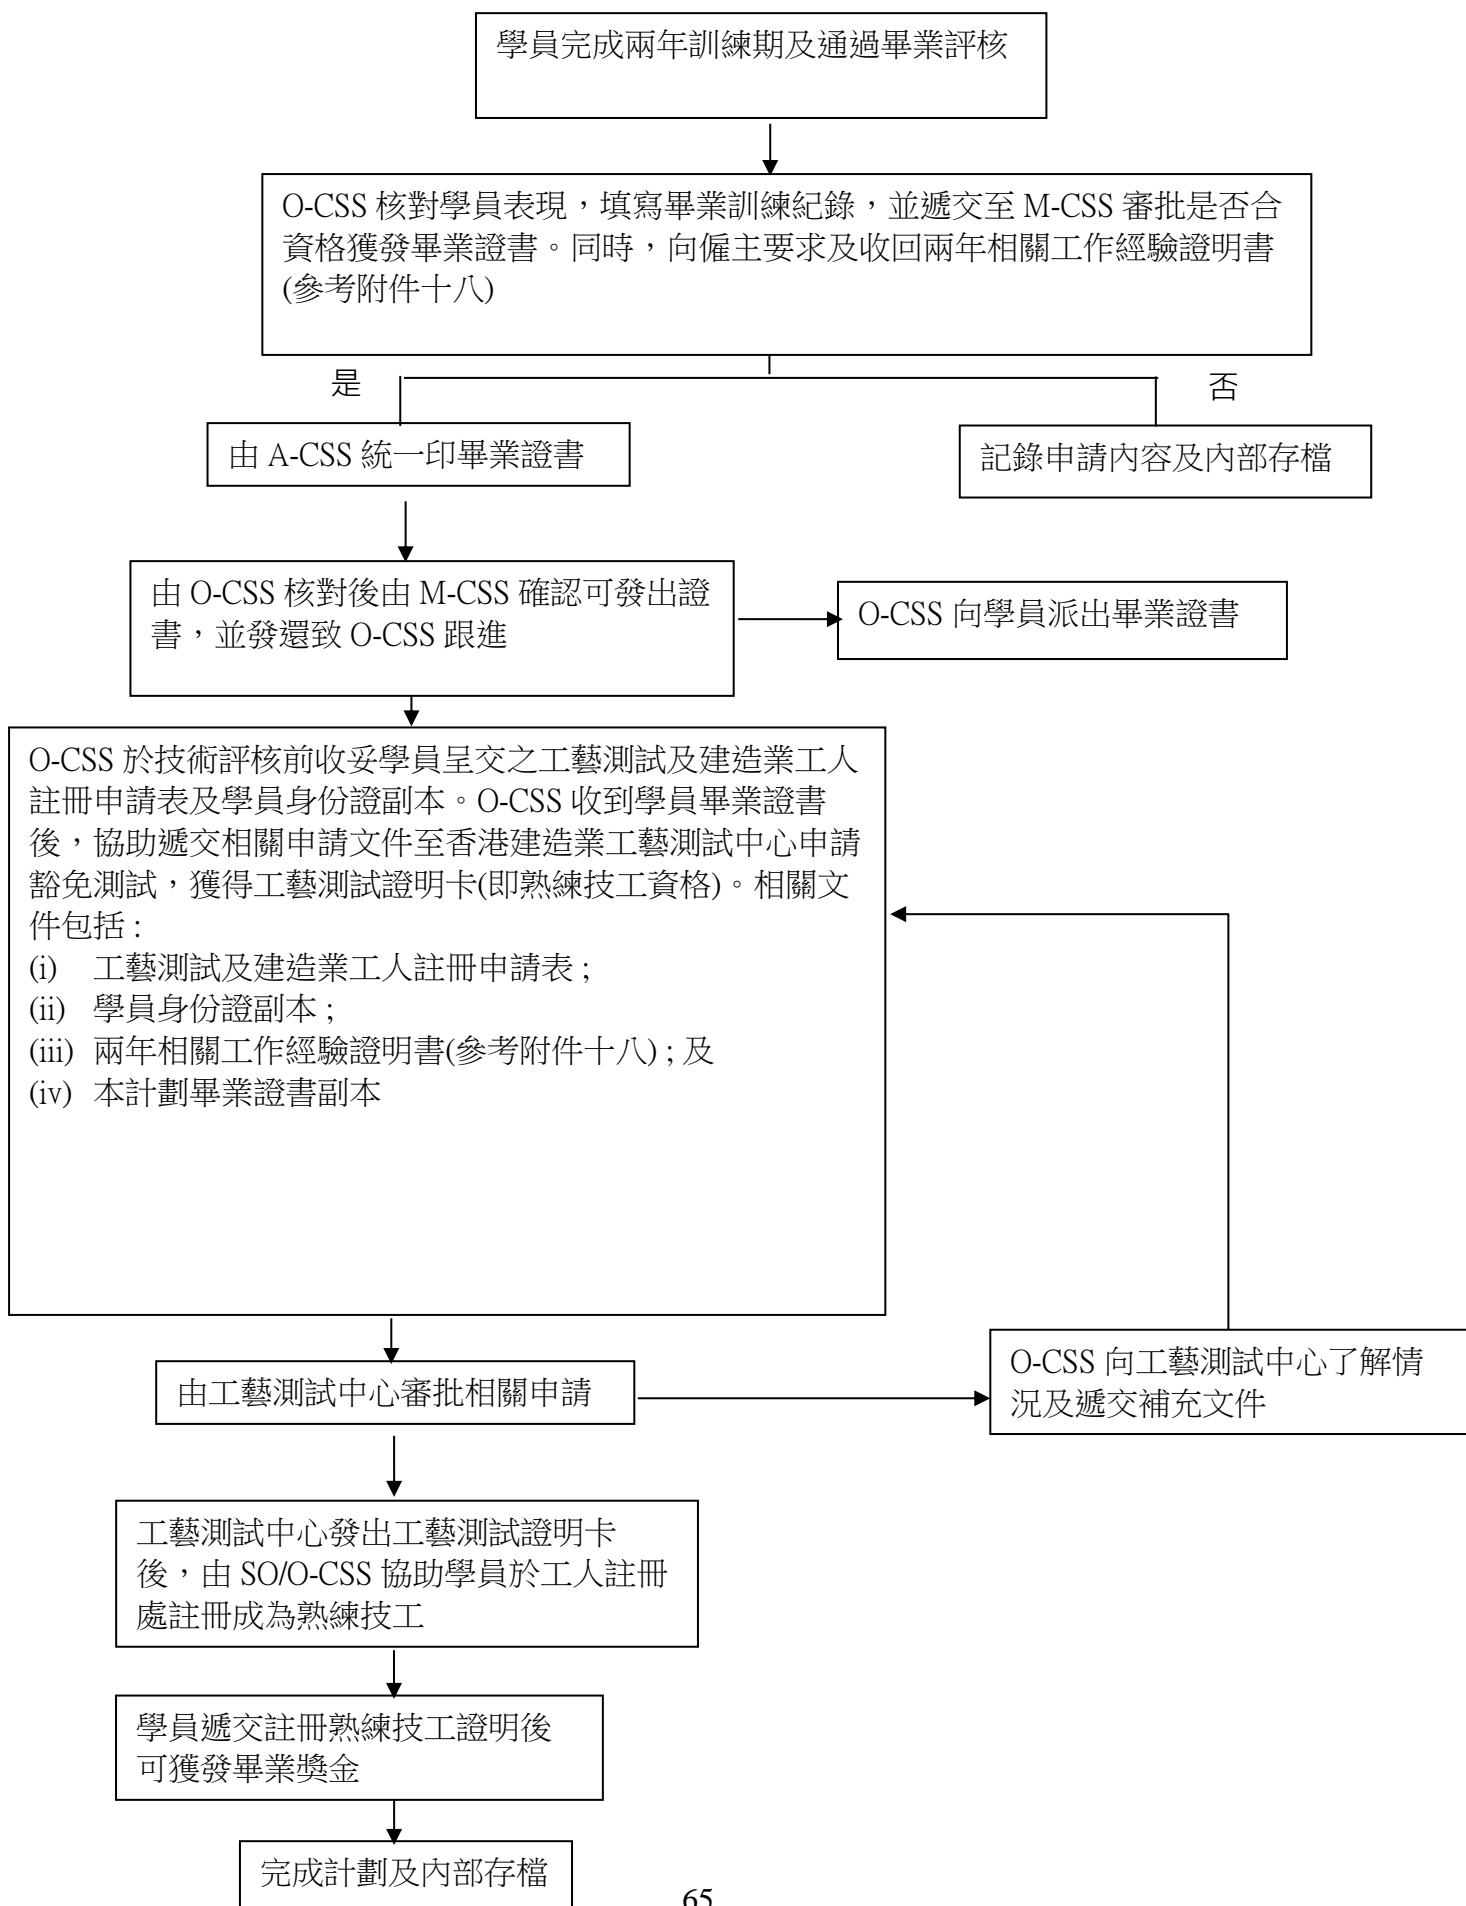 學員完成兩年訓練期及通過畢業評核
O-CSS 核對學員表現，填寫畢業訓練紀錄，並遞交至 M-CSS 審批是否合
資格獲發畢業證書。同時，向僱主要求及收回兩年相關工作經驗證明書
(參考附件十八)
是
否
由 A-CSS 統一印畢業證書
記錄申請內容及內部存檔
由 O-CSS 核對後由 M-CSS 確認可發出證
書，並發還致 O-CSS 跟進
O-CSS 向學員派出畢業證書
O-CSS 於技術評核前收妥學員呈交之工藝測試及建造業工人
註冊申請表及學員身份證副本。O-CSS 收到學員畢業證書
後，協助遞交相關申請文件至香港建造業工藝測試中心申請
豁免測試，獲得工藝測試證明卡(即熟練技工資格)。相關文
件包括 :
(i) 工藝測試及建造業工人註冊申請表 ;
(ii) 學員身份證副本 ;
(iii) 兩年相關工作經驗證明書(參考附件十八) ; 及
(iv) 本計劃畢業證書副本
由工藝測試中心審批相關申請
O-CSS 向工藝測試中心了解情
況及遞交補充文件
工藝測試中心發出工藝測試證明卡
後，由 SO/O-CSS 協助學員於工人註冊
處註冊成為熟練技工
學員遞交註冊熟練技工證明後
可獲發畢業獎金
完成計劃及內部存檔
65